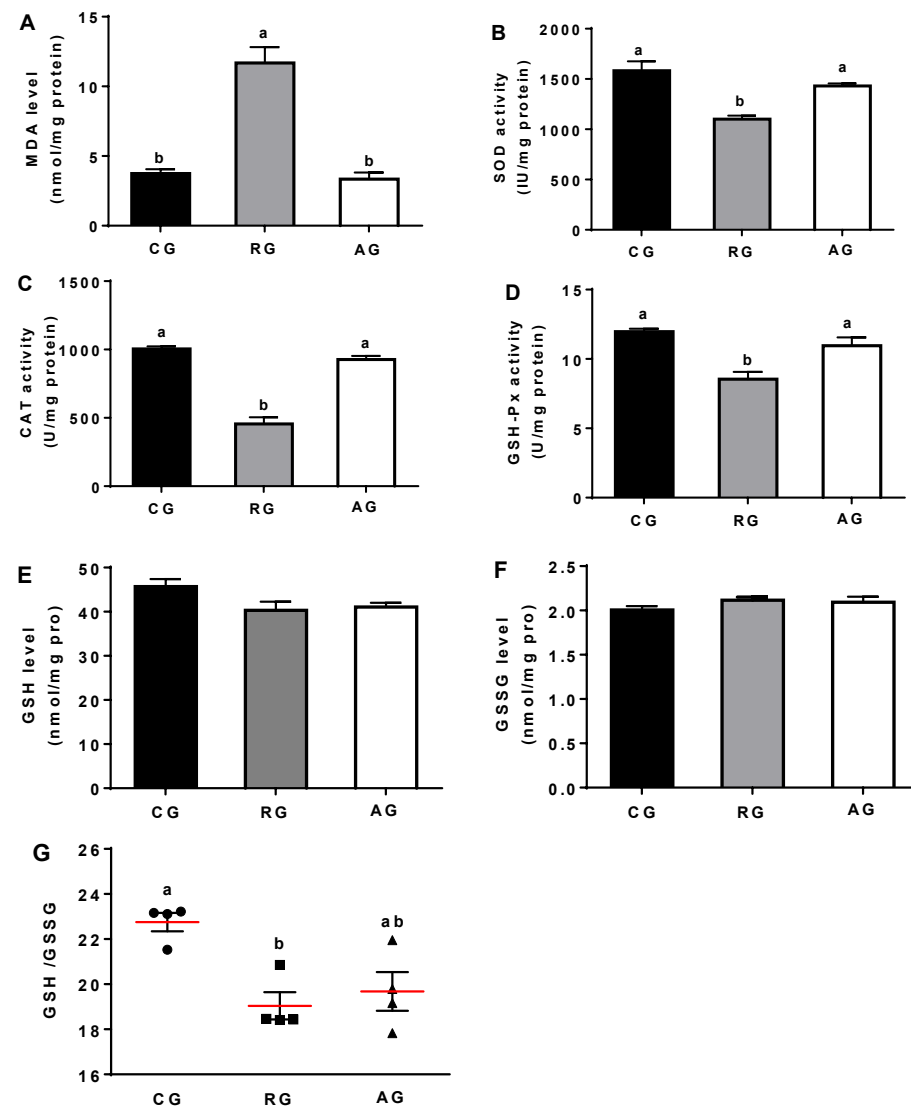 A
MDA level
(nmol/mg protein)
15
10
5
0
b
a
b
CG
RG
AG
B
SOD activity
(IU/mg protein)
2000
1500
1000
500
0
a
b
a
CG
RG
AG
C
CAT activity
(U/mg protein)
1500
1000
500
0
a
b
a
CG
RG
AG
D
GSH-Px activity
(U/mg protein)
15
10
5
0
a
b
a
CG
RG
AG
E
GSH level
(nmol/mg pro)
50
40
30
20
10
0
CG
RG
AG
F
GSSG level
(nmol/mg pro)
2.5
2.0
1.5
1.0
0.5
0.0
CG
RG
AG
G
GSH /GSSG
26
24
22
20
18
16
a
b
ab
CG
RG
AG